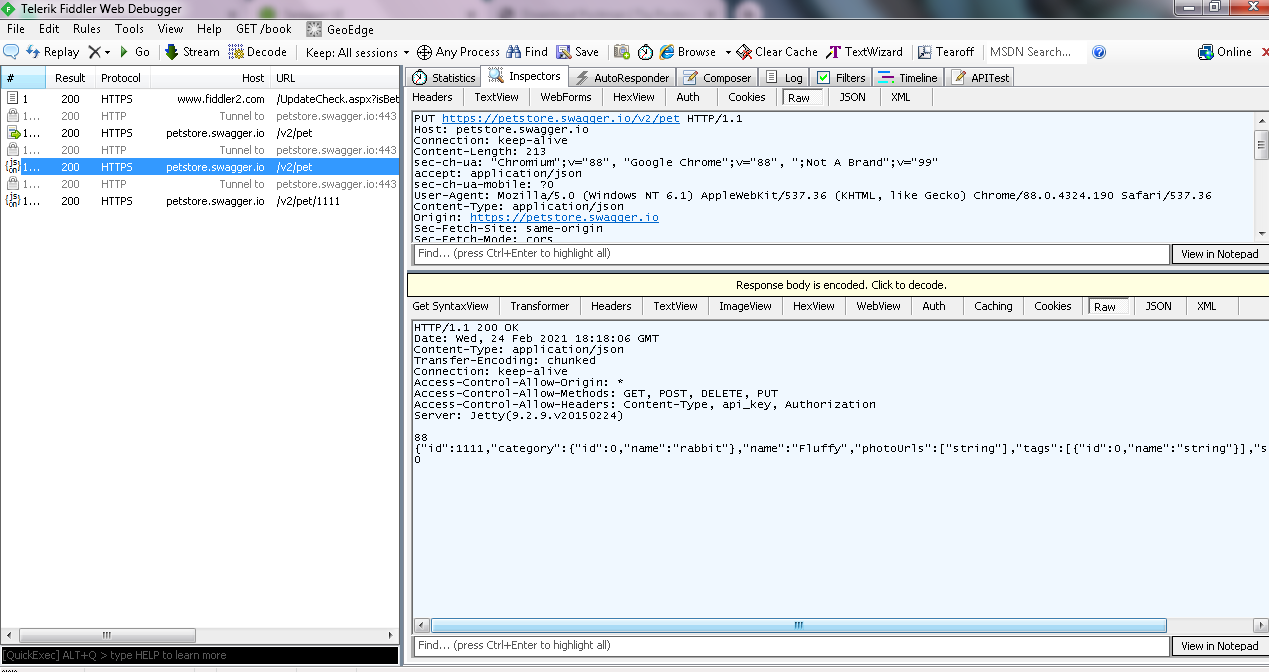 Telerik Fiddler Web Debugger
File Edit Rules Tools View Help GET /book GeoEdge
Replay Go Stream Decode Keep: All sessions Any Process Find Save Browse Clear Cache TextWizard Tearoff MSDN Search... Online
# Result Protocol Host URL
1 200 HTTPS www.fiddler2.com /UpdateCheck.aspx?isBet
1... 200 HTTP Tunnel to petstore.swagger.io:443
1... 200 HTTPS petstore.swagger.io /v2/pet
1... 200 HTTP Tunnel to petstore.swagger.io:443
1... 200 HTTPS petstore.swagger.io /v2/pet
1... 200 HTTP Tunnel to petstore.swagger.io:443
1... 200 HTTPS petstore.swagger.io /v2/pet/1111
[QuickExec] ALT+Q > type HELP to learn more
Statistics Inspectors AutoResponder Composer Log Filters Timeline APITest
Headers TextView WebForms HexView Auth Cookies Raw JSON XML
PUT https://petstore.swagger.io/v2/pet HTTP/1.1
Host: petstore.swagger.io
Connection: keep-alive
Content-Length: 213
sec-ch-ua: "Chromium";v="88", "Google Chrome";v="88", ";Not A Brand";v="99"
accept: application/json
sec-ch-ua-mobile: ?0
User-Agent: Mozilla/5.0 (Windows NT 6.1) AppleWebKit/537.36 (KHTML, like Gecko) Chrome/88.0.4324.190 Safari/537.36
Content-Type: application/json
Origin: https://petstore.swagger.io
Sec-Fetch-Site: same-origin
Sec-Fetch-Mode: cors
Find... (press Ctrl+Enter to highlight all) View in Notepad
Response body is encoded. Click to decode.
Get SyntaxView Transformer Headers TextView ImageView HexView WebView Auth Caching Cookies Raw JSON XML
HTTP/1.1 200 OK
Date: Wed, 24 Feb 2021 18:18:06 GMT
Content-Type: application/json
Transfer-Encoding: chunked
Connection: keep-alive
Access-Control-Allow-Origin: *
Access-Control-Allow-Methods: GET, POST, DELETE, PUT
Access-Control-Allow-Headers: Content-Type, api_key, Authorization
Server: Jetty(9.2.9.v20150224)
88
{"id":1111,"category":{"id":0,"name":"rabbit"},"name":"Fluffy","photoUrls":["string"],"tags":[{"id":0,"name":"string"}],"s
0
Find... (press Ctrl+Enter to highlight all) View in Notepad